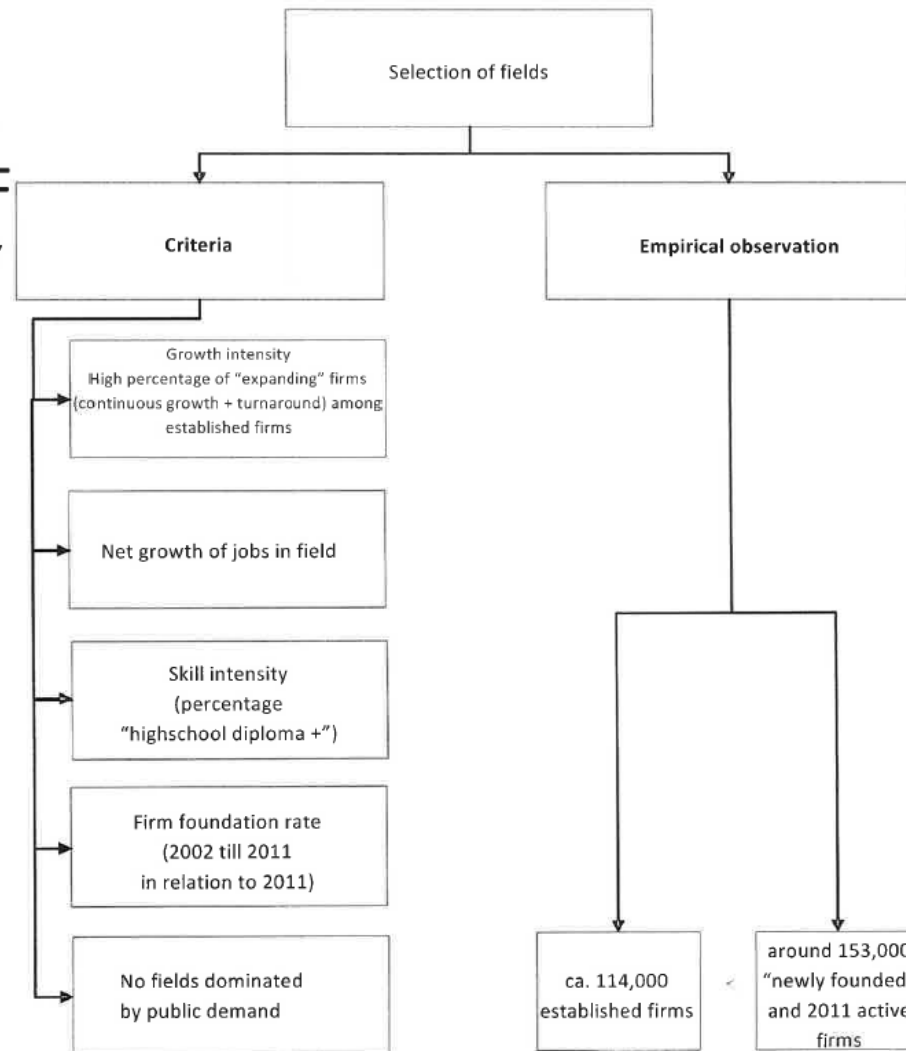 Selection of fields
Criteria
Empirical observation
Growth intensity
High percentage of “expanding” firms
(continuous growth + turnaround) among
established firms
Net growth of jobs in field
Skill intensity
(percentage
“highschool diploma +”)
Firm foundation rate
(2002 till 2011
in relation to 2011)
No fields dominated
by public demand
ca. 114,000
established firms
around 153,000
“newly founded
and 2011 active
firms